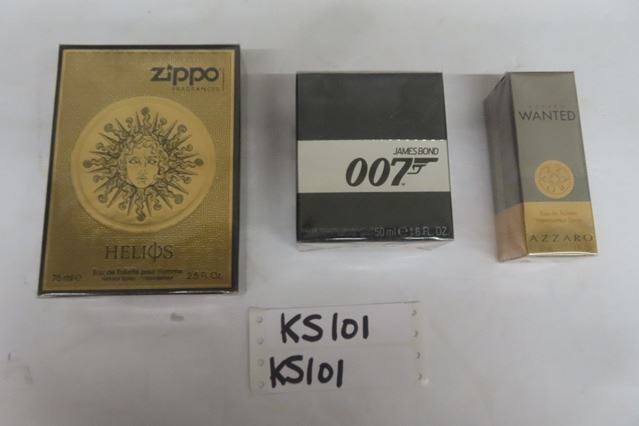 zippo
FRAGRANCES
HELIOS
Eau de Toilette pour Homme
75 ml e 2.5 Fl. Oz.
JAMES BOND
007
50 ml e 1.6 FL. OZ.
WANTED
Eau de Toilette
AZZARO
KS101
KS101